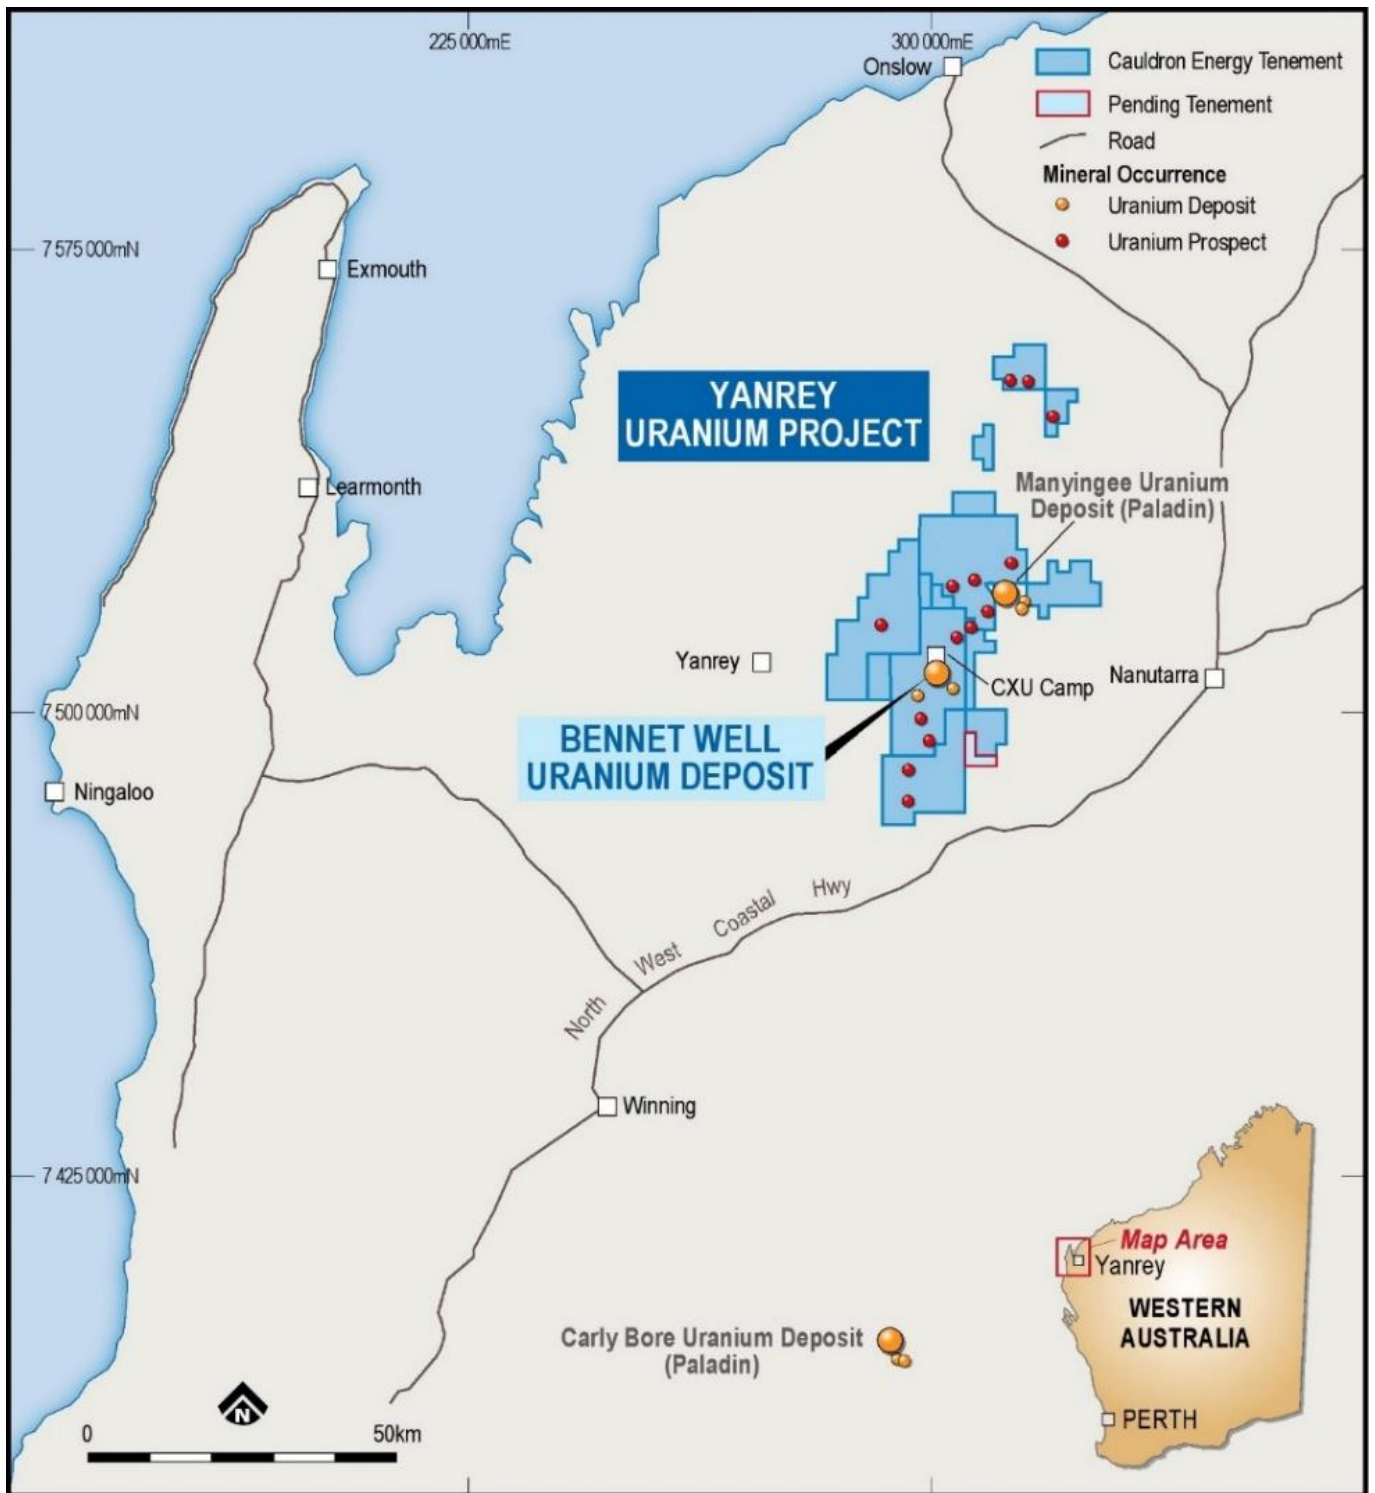 225 000mE
300 000mE
Onslow
Cauldron Energy Tenement
Pending Tenement
Road
Mineral Occurrence
Uranium Deposit
Uranium Prospect
7 575 000mN
Exmouth
YANREY
URANIUM PROJECT
Learmonth
Manyingee Uranium
Deposit (Paladin)
Yanrey
CXU Camp
Nanutarra
7 500 000mN
BENNET WELL
URANIUM DEPOSIT
Ningaloo
North West Coastal Hwy
Winning
7 425 000mN
Map Area
Yanrey
WESTERN
AUSTRALIA
PERTH
Carly Bore Uranium Deposit
(Paladin)
N
0 50km